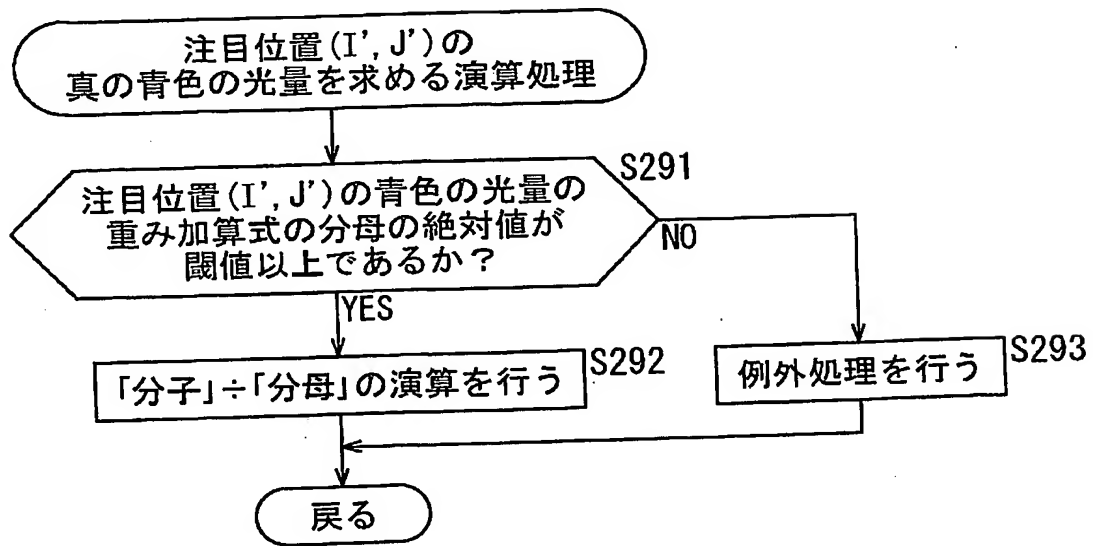 注目位置(I', J')の
真の青色の光量を求める演算処理
S291
注目位置(I', J')の青色の光量の
重み加算式の分母の絶対値が
閾値以上であるか?
NO
YES
S292
「分子」÷「分母」の演算を行う
S293
例外処理を行う
戻る